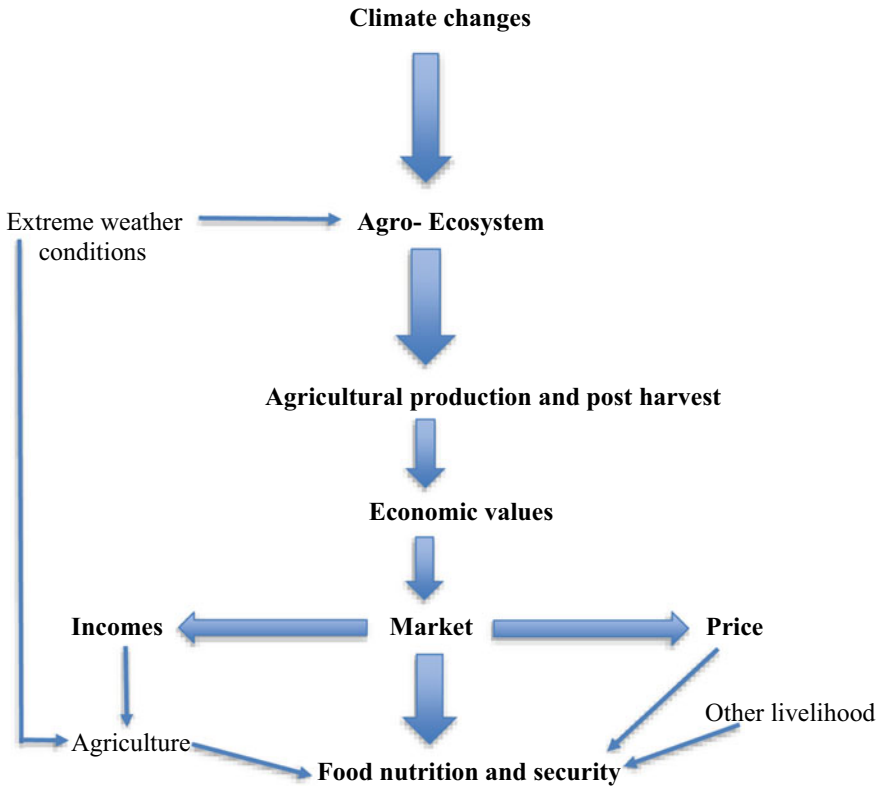 Climate changes
Extreme weather
conditions
Agro- Ecosystem
Agricultural production and post harvest
Economic values
Incomes
Market
Price
Other livelihood
Agriculture
Food nutrition and security